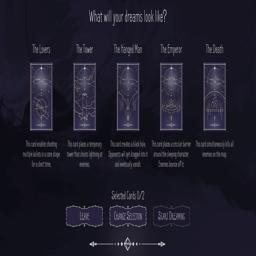 What will your dreams look like?
The Lovers
The Tower
The Hanged Man
The Emperor
The Death
This card enables shooting
multiple bullets in a cone shape
for a short time.
This card places a temporary
tower that shoots lightning at
enemies.
This card creates a black hole.
Opponents will get dragged into it
and eventually vanish.
This card places a circular barrier
around the sleeping character.
Enemies bounce off it.
This card simultaneously kills all
enemies on the map.
Selected Cards 0/2
Leave
Change Selection
Start Dreaming